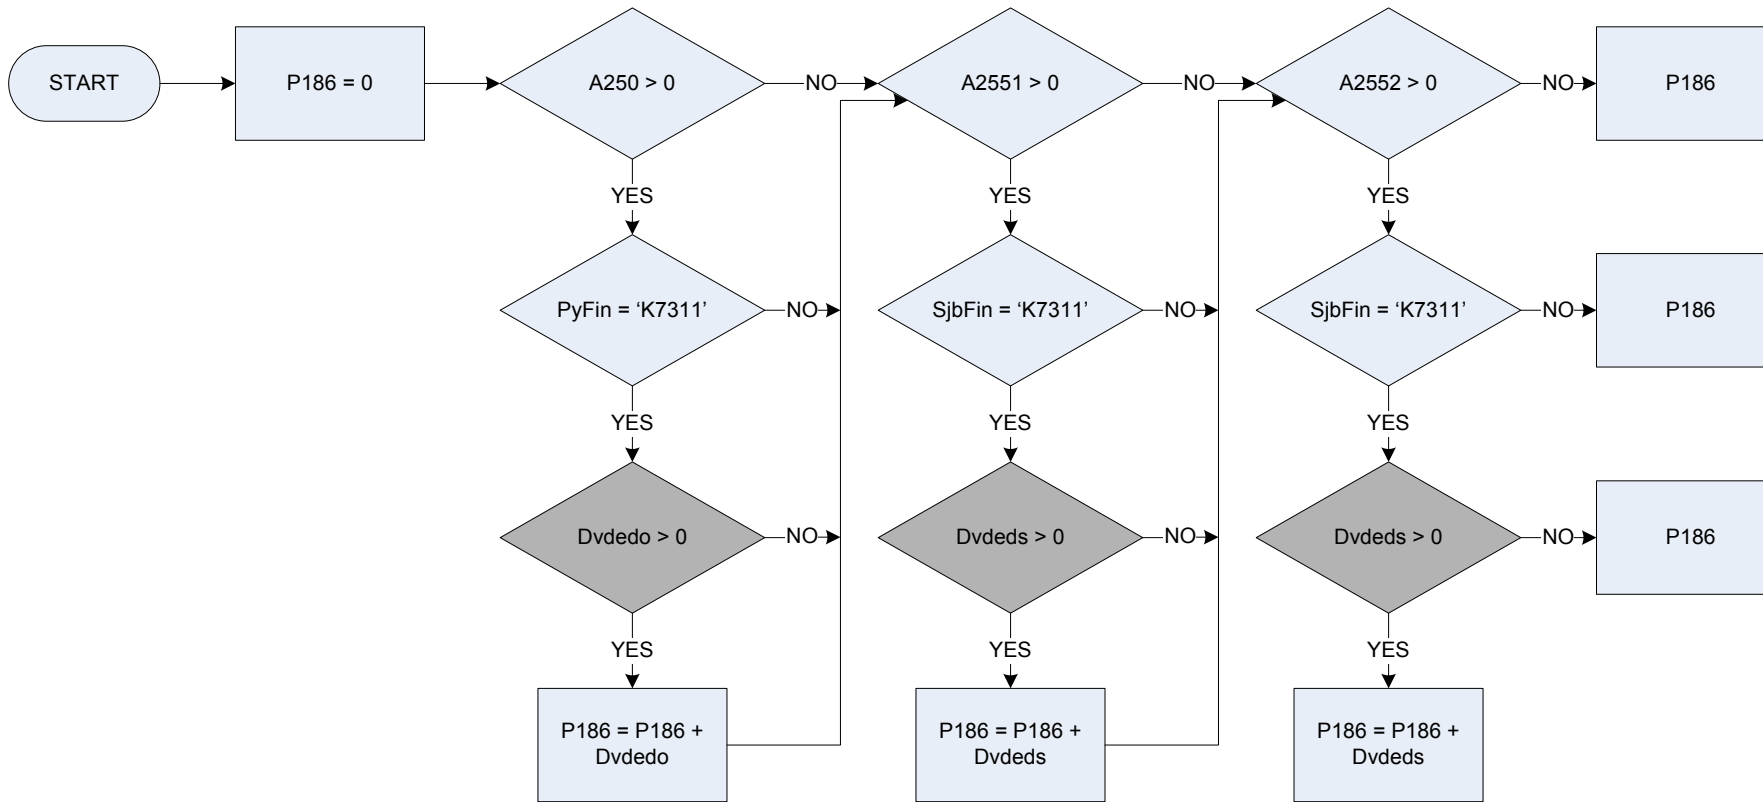 START
P186 = 0
A250 > 0
NO
A2551 > 0
NO
A2552 > 0
NO
P186
YES
YES
YES
PyFin = ‘K7311’
NO
SjbFin = ‘K7311’
NO
SjbFin = ‘K7311’
NO
P186
YES
YES
YES
Dvdedo > 0
NO
Dvdeds > 0
NO
Dvdeds > 0
NO
P186
YES
YES
YES
P186 = P186 +
Dvdedo
P186 = P186 +
Dvdeds
P186 = P186 +
Dvdeds